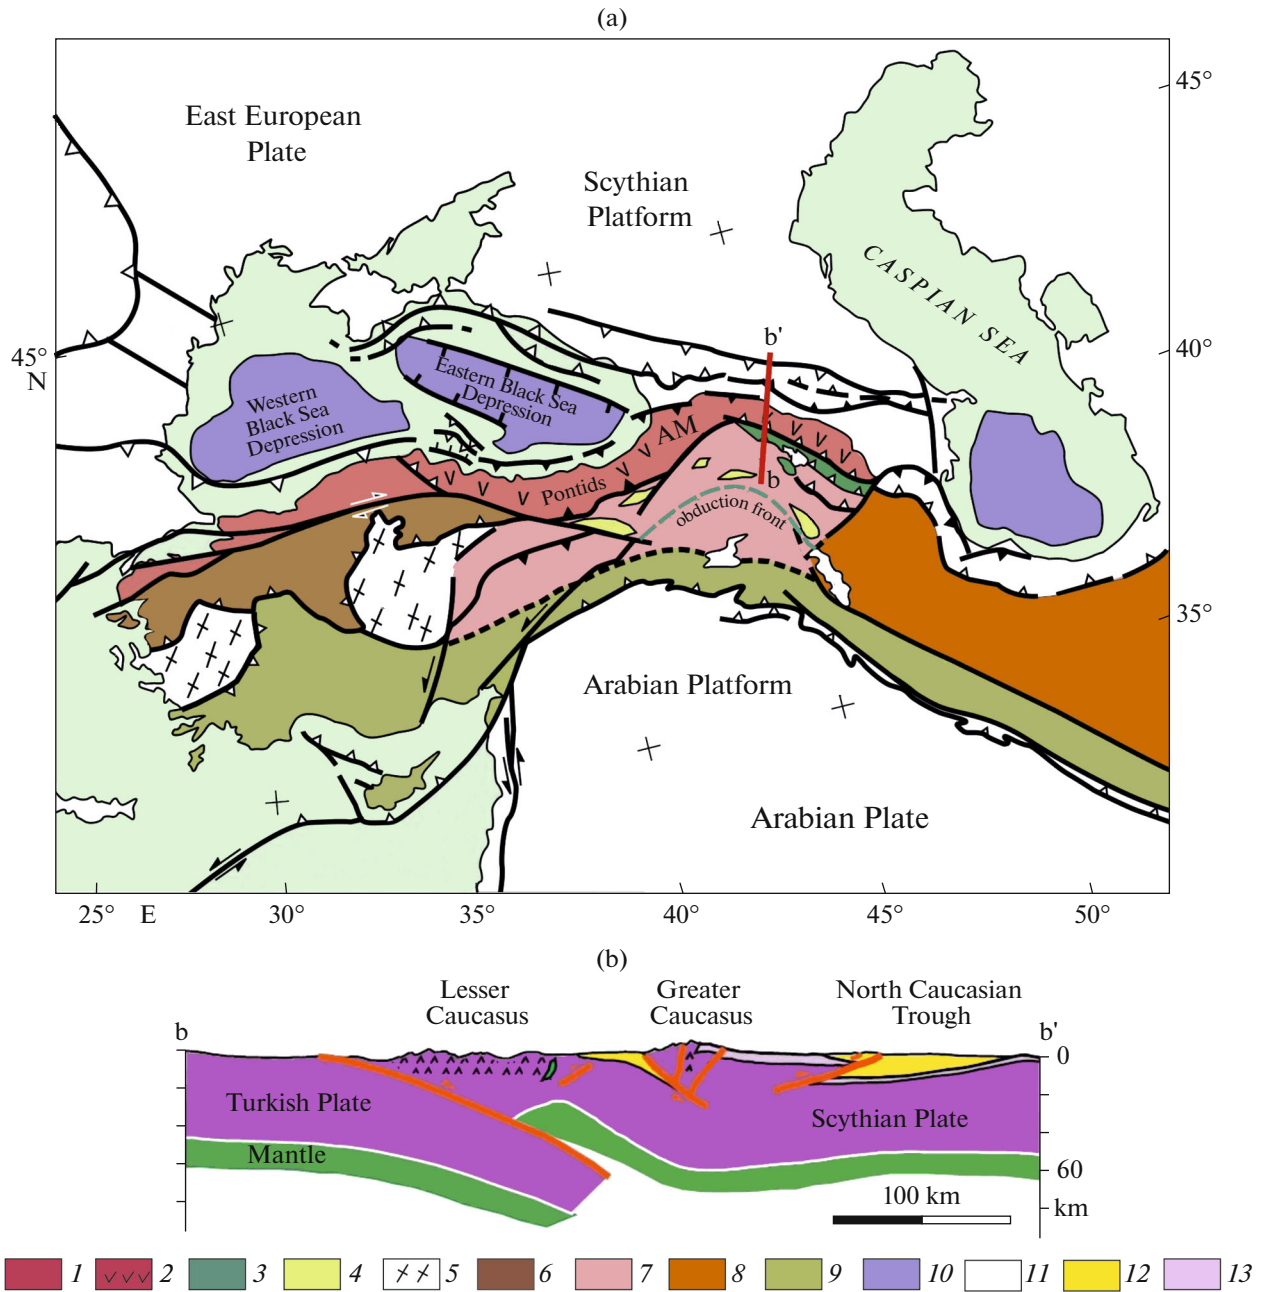 (a)
East European
Plate
Scythian
Platform
CASPIAN SEA
45°
40°
35°
45°
N
b'
Western
Black Sea
Depression
Eastern Black Sea
Depression
AM
Pontids
b
obduction front
Arabian Platform
Arabian Plate
25° E 30° 35° 40° 45° 50°
(b)
Lesser
Caucasus
Greater
Caucasus
North Caucasian
Trough
b
b'
0
Turkish Plate
Scythian Plate
Mantle
60
km
100 km
1 2 3 4 5 6 7 8 9 10 11 12 13